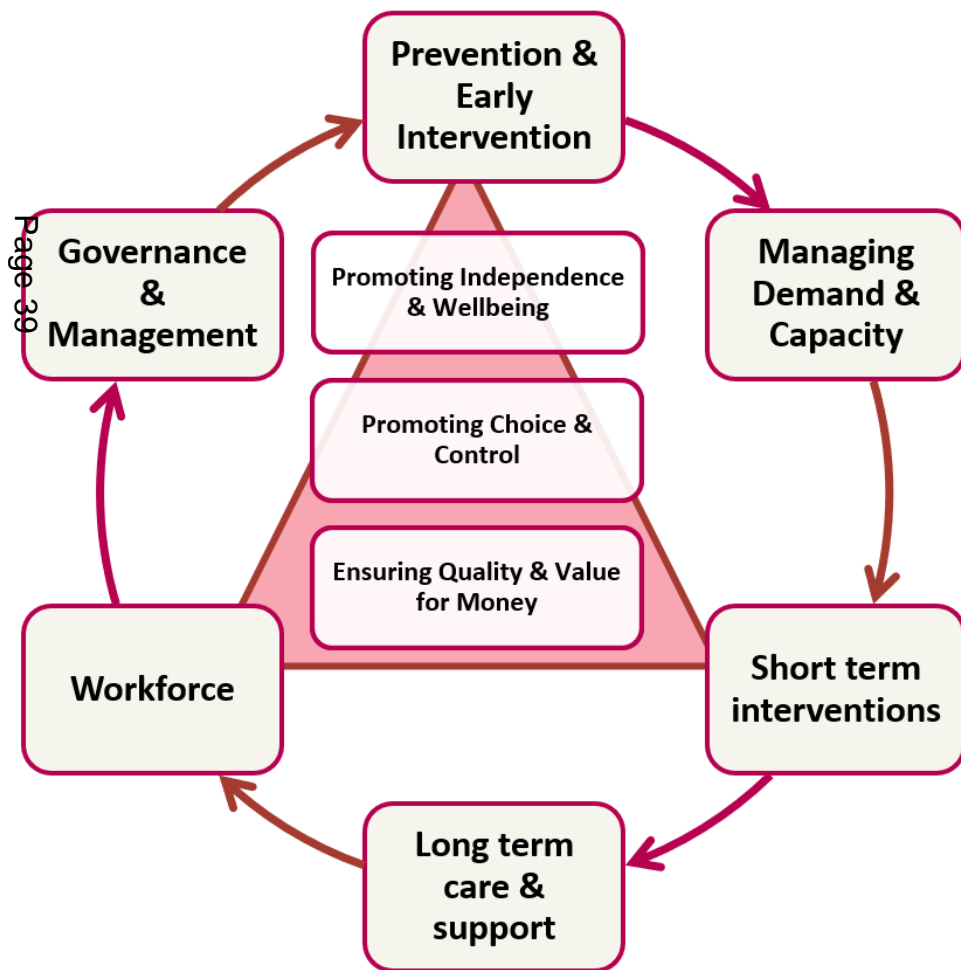 Prevention &
Early
Intervention
Managing
Demand &
Capacity
Short term
interventions
Long term
care &
support
Workforce
Governance
&
Management
Promoting Independence
& Wellbeing
Promoting Choice &
Control
Ensuring Quality & Value
for Money
Page 39